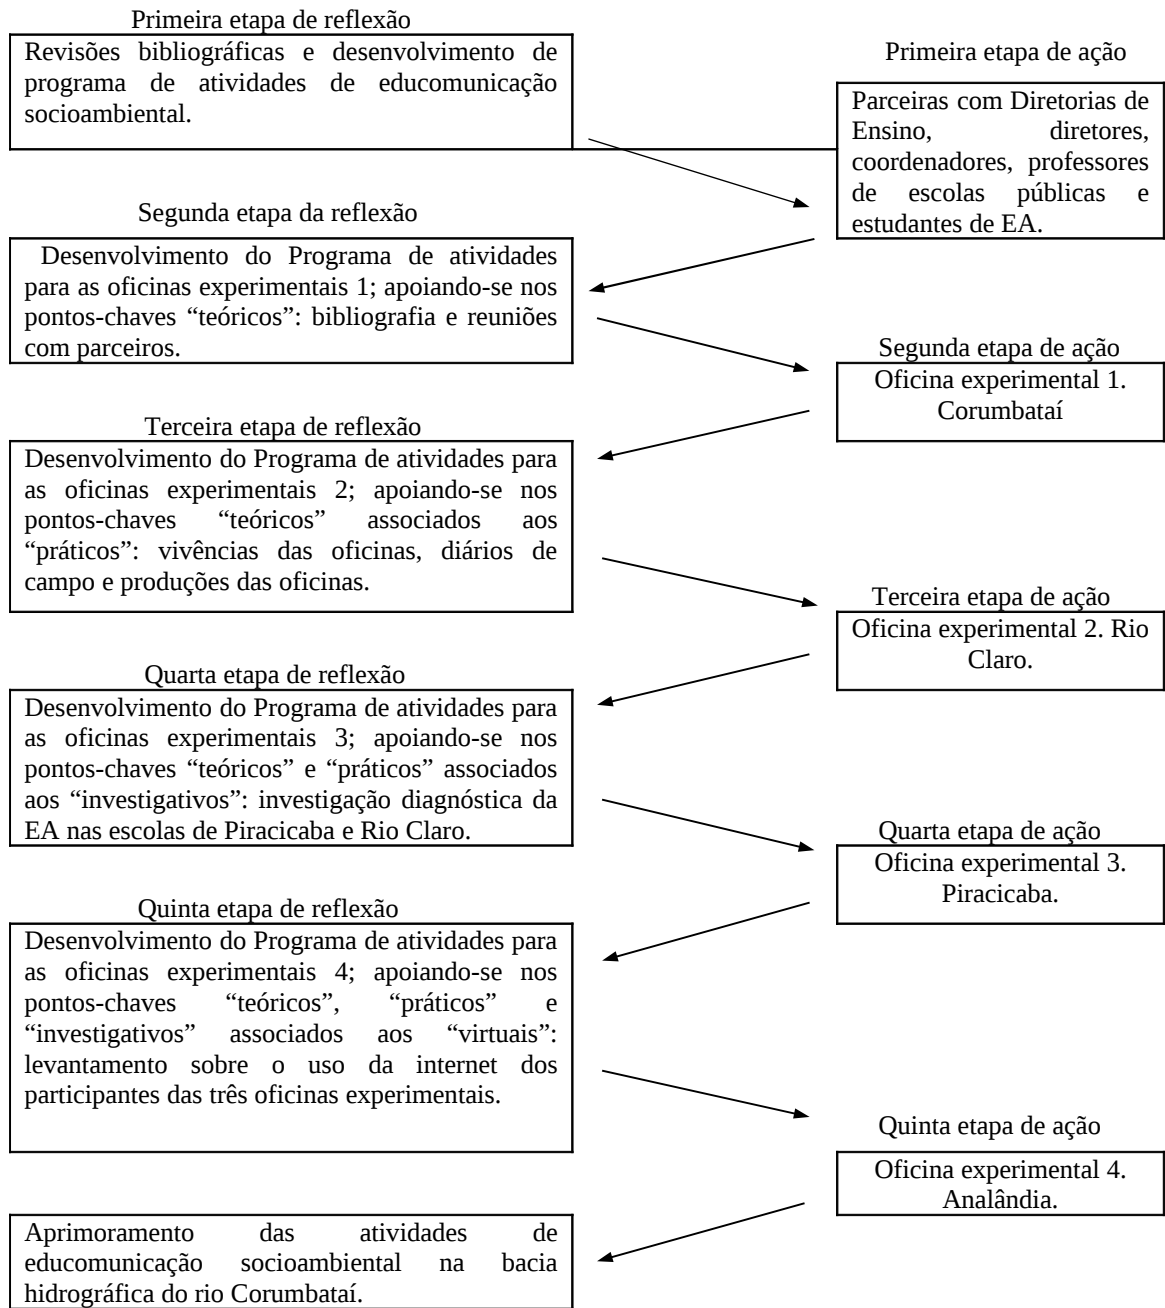 Primeira etapa de reflexão
Revisões bibliográficas e desenvolvimento de
programa de atividades de educomunicação
socioambiental.
Primeira etapa de ação
Parceiras com Diretorias de
Ensino, diretores,
coordenadores, professores
de escolas públicas e
estudantes de EA.
Segunda etapa da reflexão
Desenvolvimento do Programa de atividades
para as oficinas experimentais 1; apoiando-se nos
pontos-chaves “teóricos”: bibliografia e reuniões
com parceiros.
Segunda etapa de ação
Oficina experimental 1.
Corumbataí
Terceira etapa de reflexão
Desenvolvimento do Programa de atividades para
as oficinas experimentais 2; apoiando-se nos
pontos-chaves “teóricos” associados aos
“práticos”: vivências das oficinas, diários de
campo e produções das oficinas.
Terceira etapa de ação
Oficina experimental 2. Rio
Claro.
Quarta etapa de reflexão
Desenvolvimento do Programa de atividades para
as oficinas experimentais 3; apoiando-se nos
pontos-chaves “teóricos” e “práticos” associados
aos “investigativos”: investigação diagnóstica da
EA nas escolas de Piracicaba e Rio Claro.
Quarta etapa de ação
Oficina experimental 3.
Piracicaba.
Quinta etapa de reflexão
Desenvolvimento do Programa de atividades para
as oficinas experimentais 4; apoiando-se nos
pontos-chaves “teóricos”, “práticos” e
“investigativos” associados aos “virtuais”:
levantamento sobre o uso da internet dos
participantes das três oficinas experimentais.
Quinta etapa de ação
Oficina experimental 4.
Analândia.
Aprimoramento das atividades de
educomunicação socioambiental na bacia
hidrográfica do rio Corumbataí.